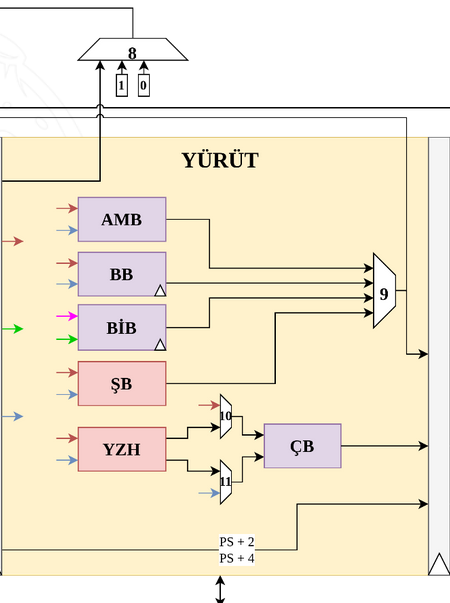 8
1 0
YÜRÜT
AMB
BB
BİB
9
ŞB
10
YZH
ÇB
11
PS + 2
PS + 4